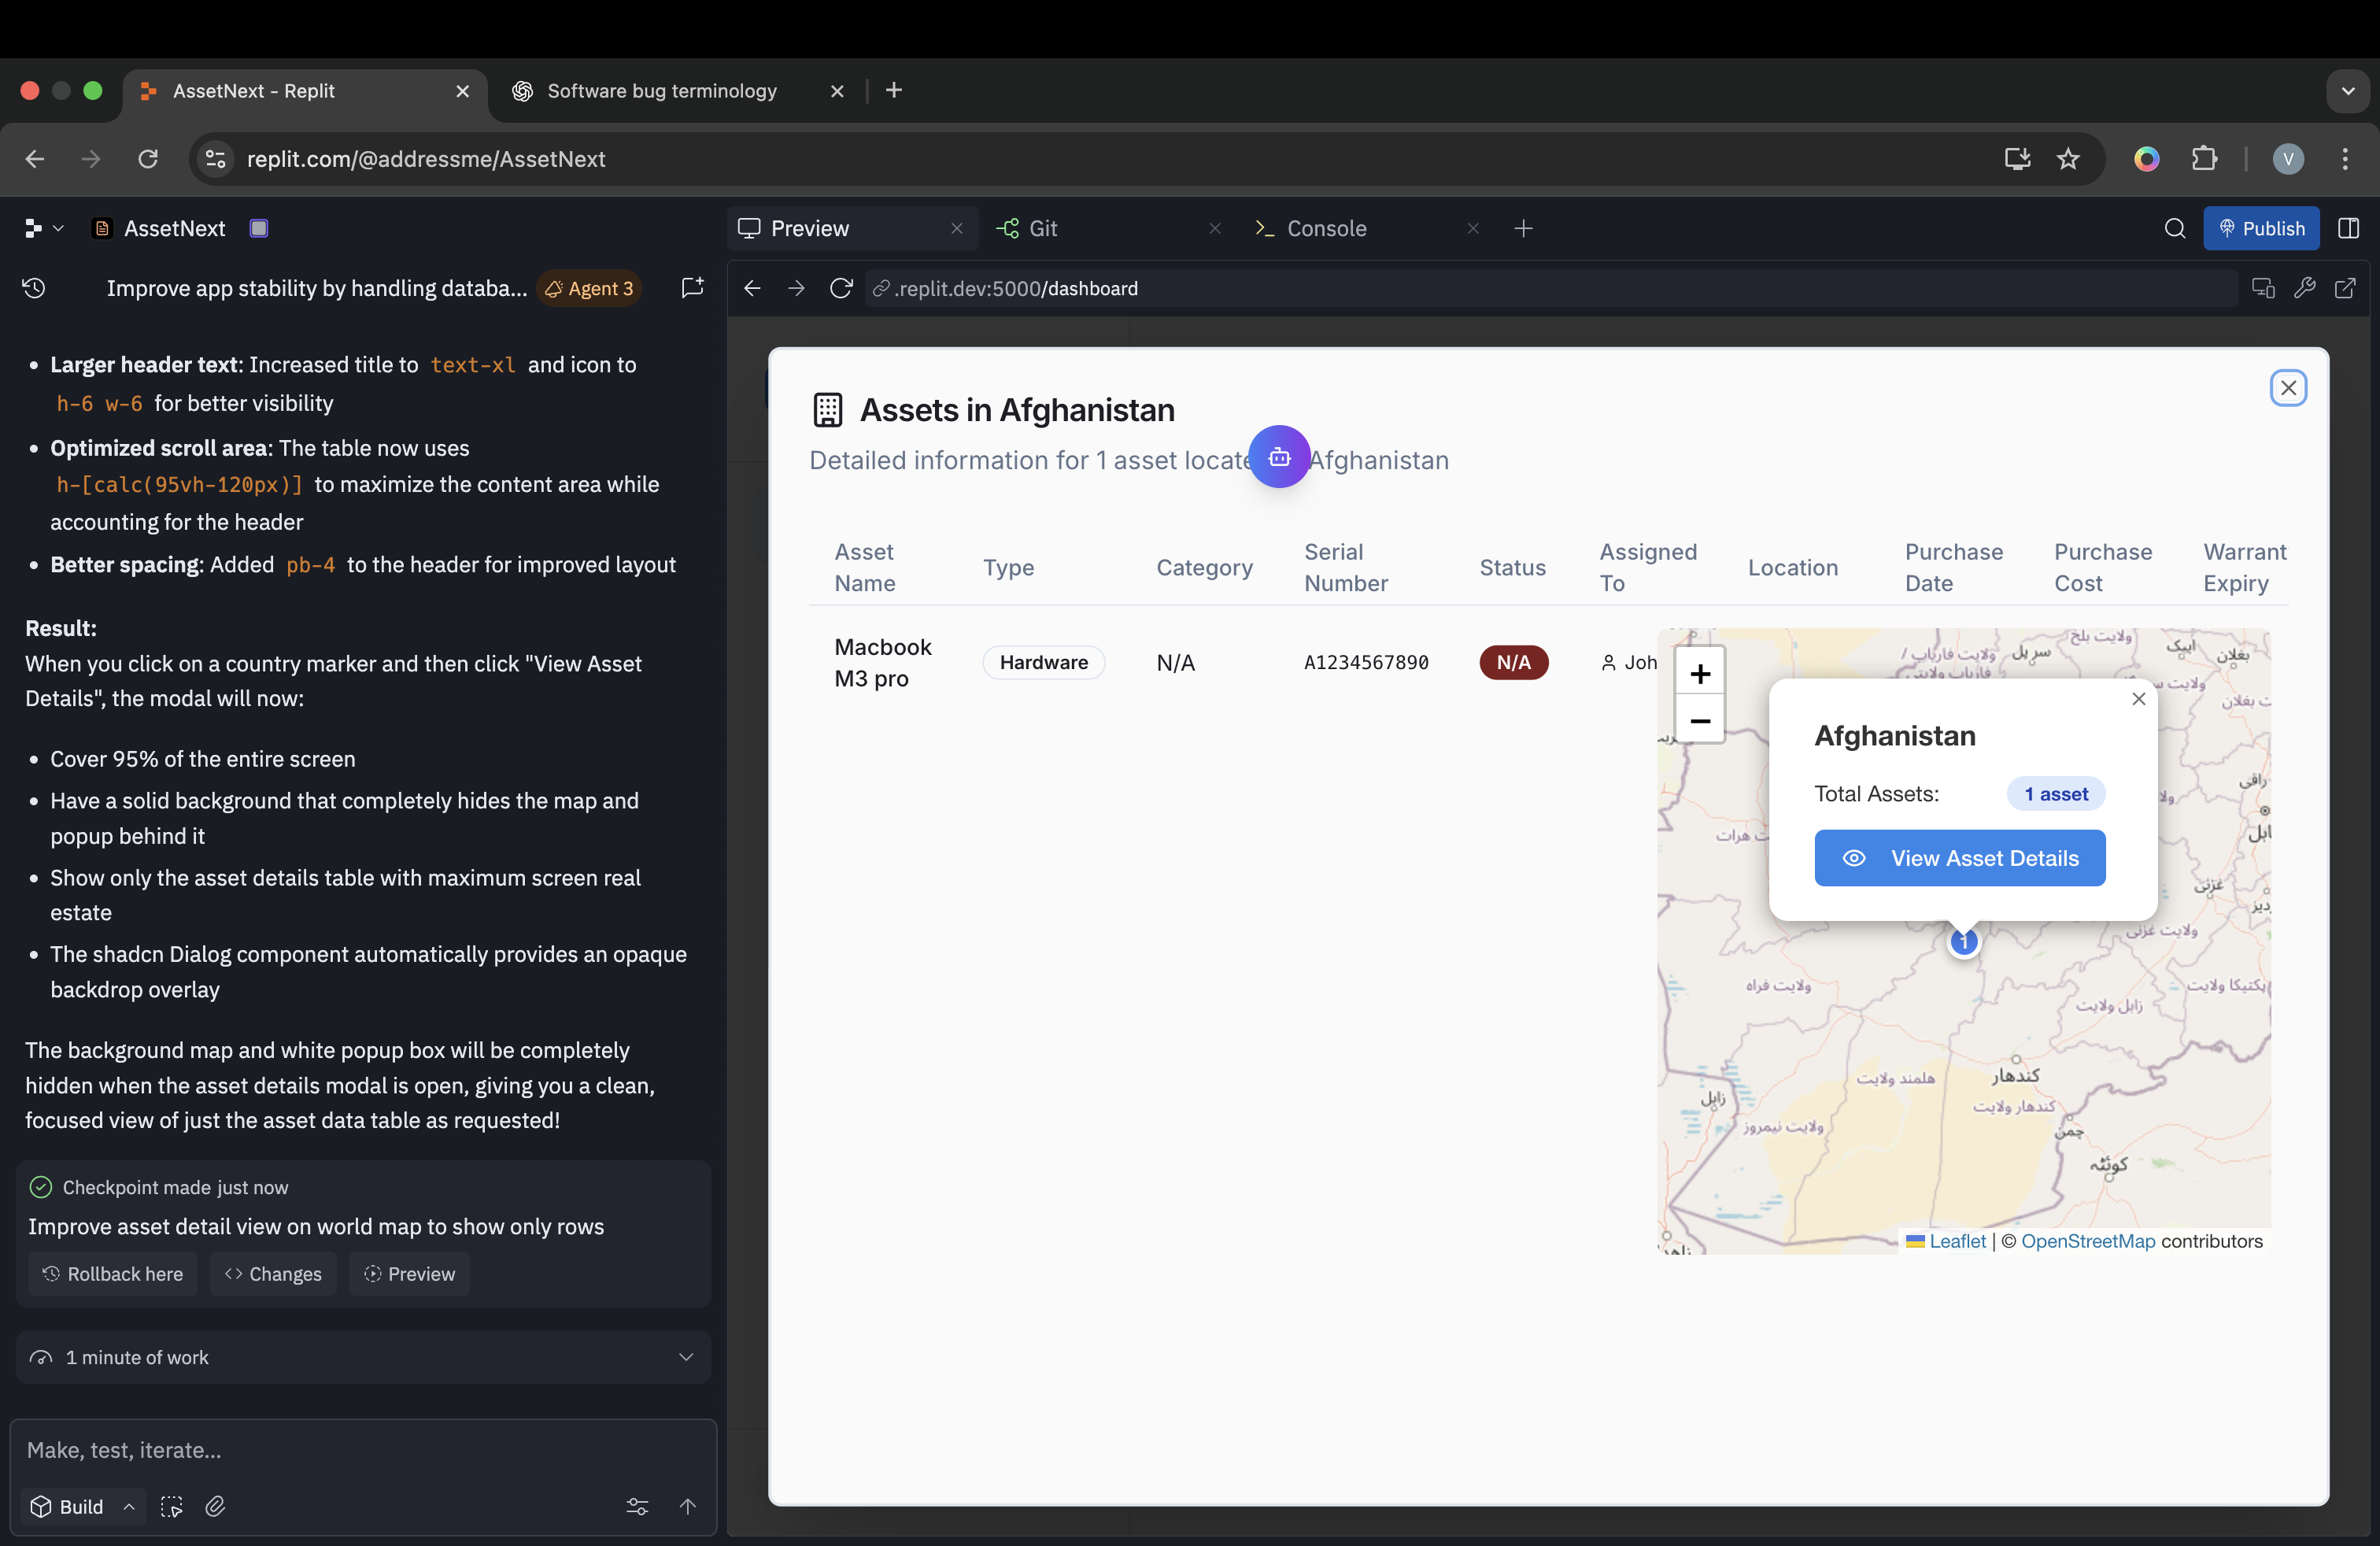 AssetNext - Replit
Software bug terminology
replit.com/@addressme/AssetNext
V
AssetNext
Preview
Git
Console
Publish
Improve app stability by handling databa...
Agent 3
.replit.dev:5000/dashboard
Larger header text: Increased title to text-xl and icon to
h-6 w-6 for better visibility
Optimized scroll area: The table now uses
h-[calc(95vh-120px)] to maximize the content area while
accounting for the header
Better spacing: Added pb-4 to the header for improved layout
Result:
When you click on a country marker and then click "View Asset
Details", the modal will now:
Cover 95% of the entire screen
Have a solid background that completely hides the map and
popup behind it
Show only the asset details table with maximum screen real
estate
The shadcn Dialog component automatically provides an opaque
backdrop overlay
The background map and white popup box will be completely
hidden when the asset details modal is open, giving you a clean,
focused view of just the asset data table as requested!
Checkpoint made just now
Improve asset detail view on world map to show only rows
Rollback here
Changes
Preview
1 minute of work
Make, test, iterate...
Build
Assets in Afghanistan
Detailed information for 1 asset locate Afghanistan
Asset
Name
Type
Category
Serial
Number
Status
Assigned
To
Location
Purchase
Date
Purchase
Cost
Warrant
Expiry
Macbook
M3 pro
Hardware
N/A
A1234567890
N/A
Joh
+
−
ولایت بلخ
ایبک
سر پل
بغلان
ولایت فاریاب /
فاریاب ولایتی
Afghanistan
Total Assets:
1 asset
View Asset Details
1
غزنی
ولایت غزنی
ولایت فراه
پکتیکا ولایت
زابل ولایت
هلمند ولایت
کندهار
کندهار ولایت
زابل
ولایت نیمروز
چمن
کوئٹہ
Leaflet | © OpenStreetMap contributors